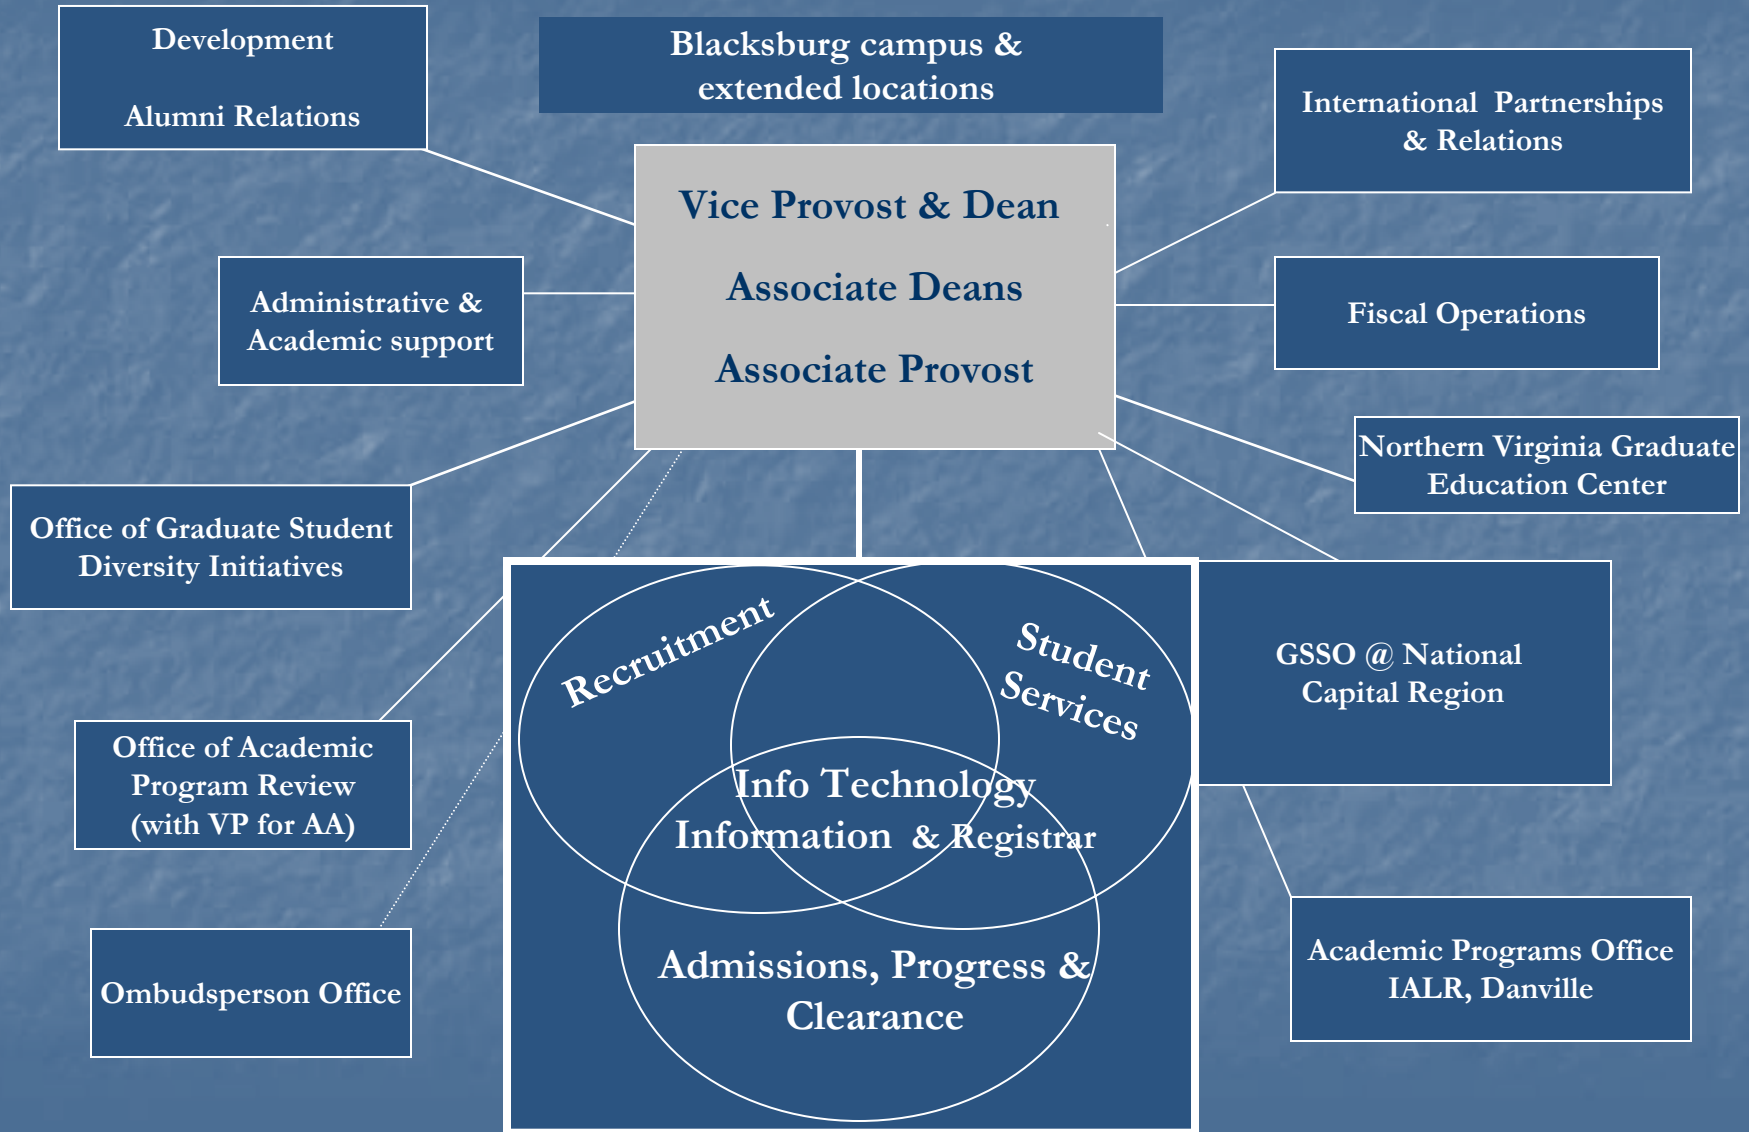 Development
Alumni Relations
Blacksburg campus &
extended locations
International Partnerships
& Relations
Vice Provost & Dean
Associate Deans
Associate Provost
Administrative &
Academic support
Fiscal Operations
Northern Virginia Graduate
Education Center
Office of Graduate Student
Diversity Initiatives
Recruitment
Student
Services
GSSO @ National
Capital Region
Office of Academic
Program Review
(with VP for AA)
Info Technology
Information & Registrar
Admissions, Progress &
Clearance
Ombudsperson Office
Academic Programs Office
IALR, Danville